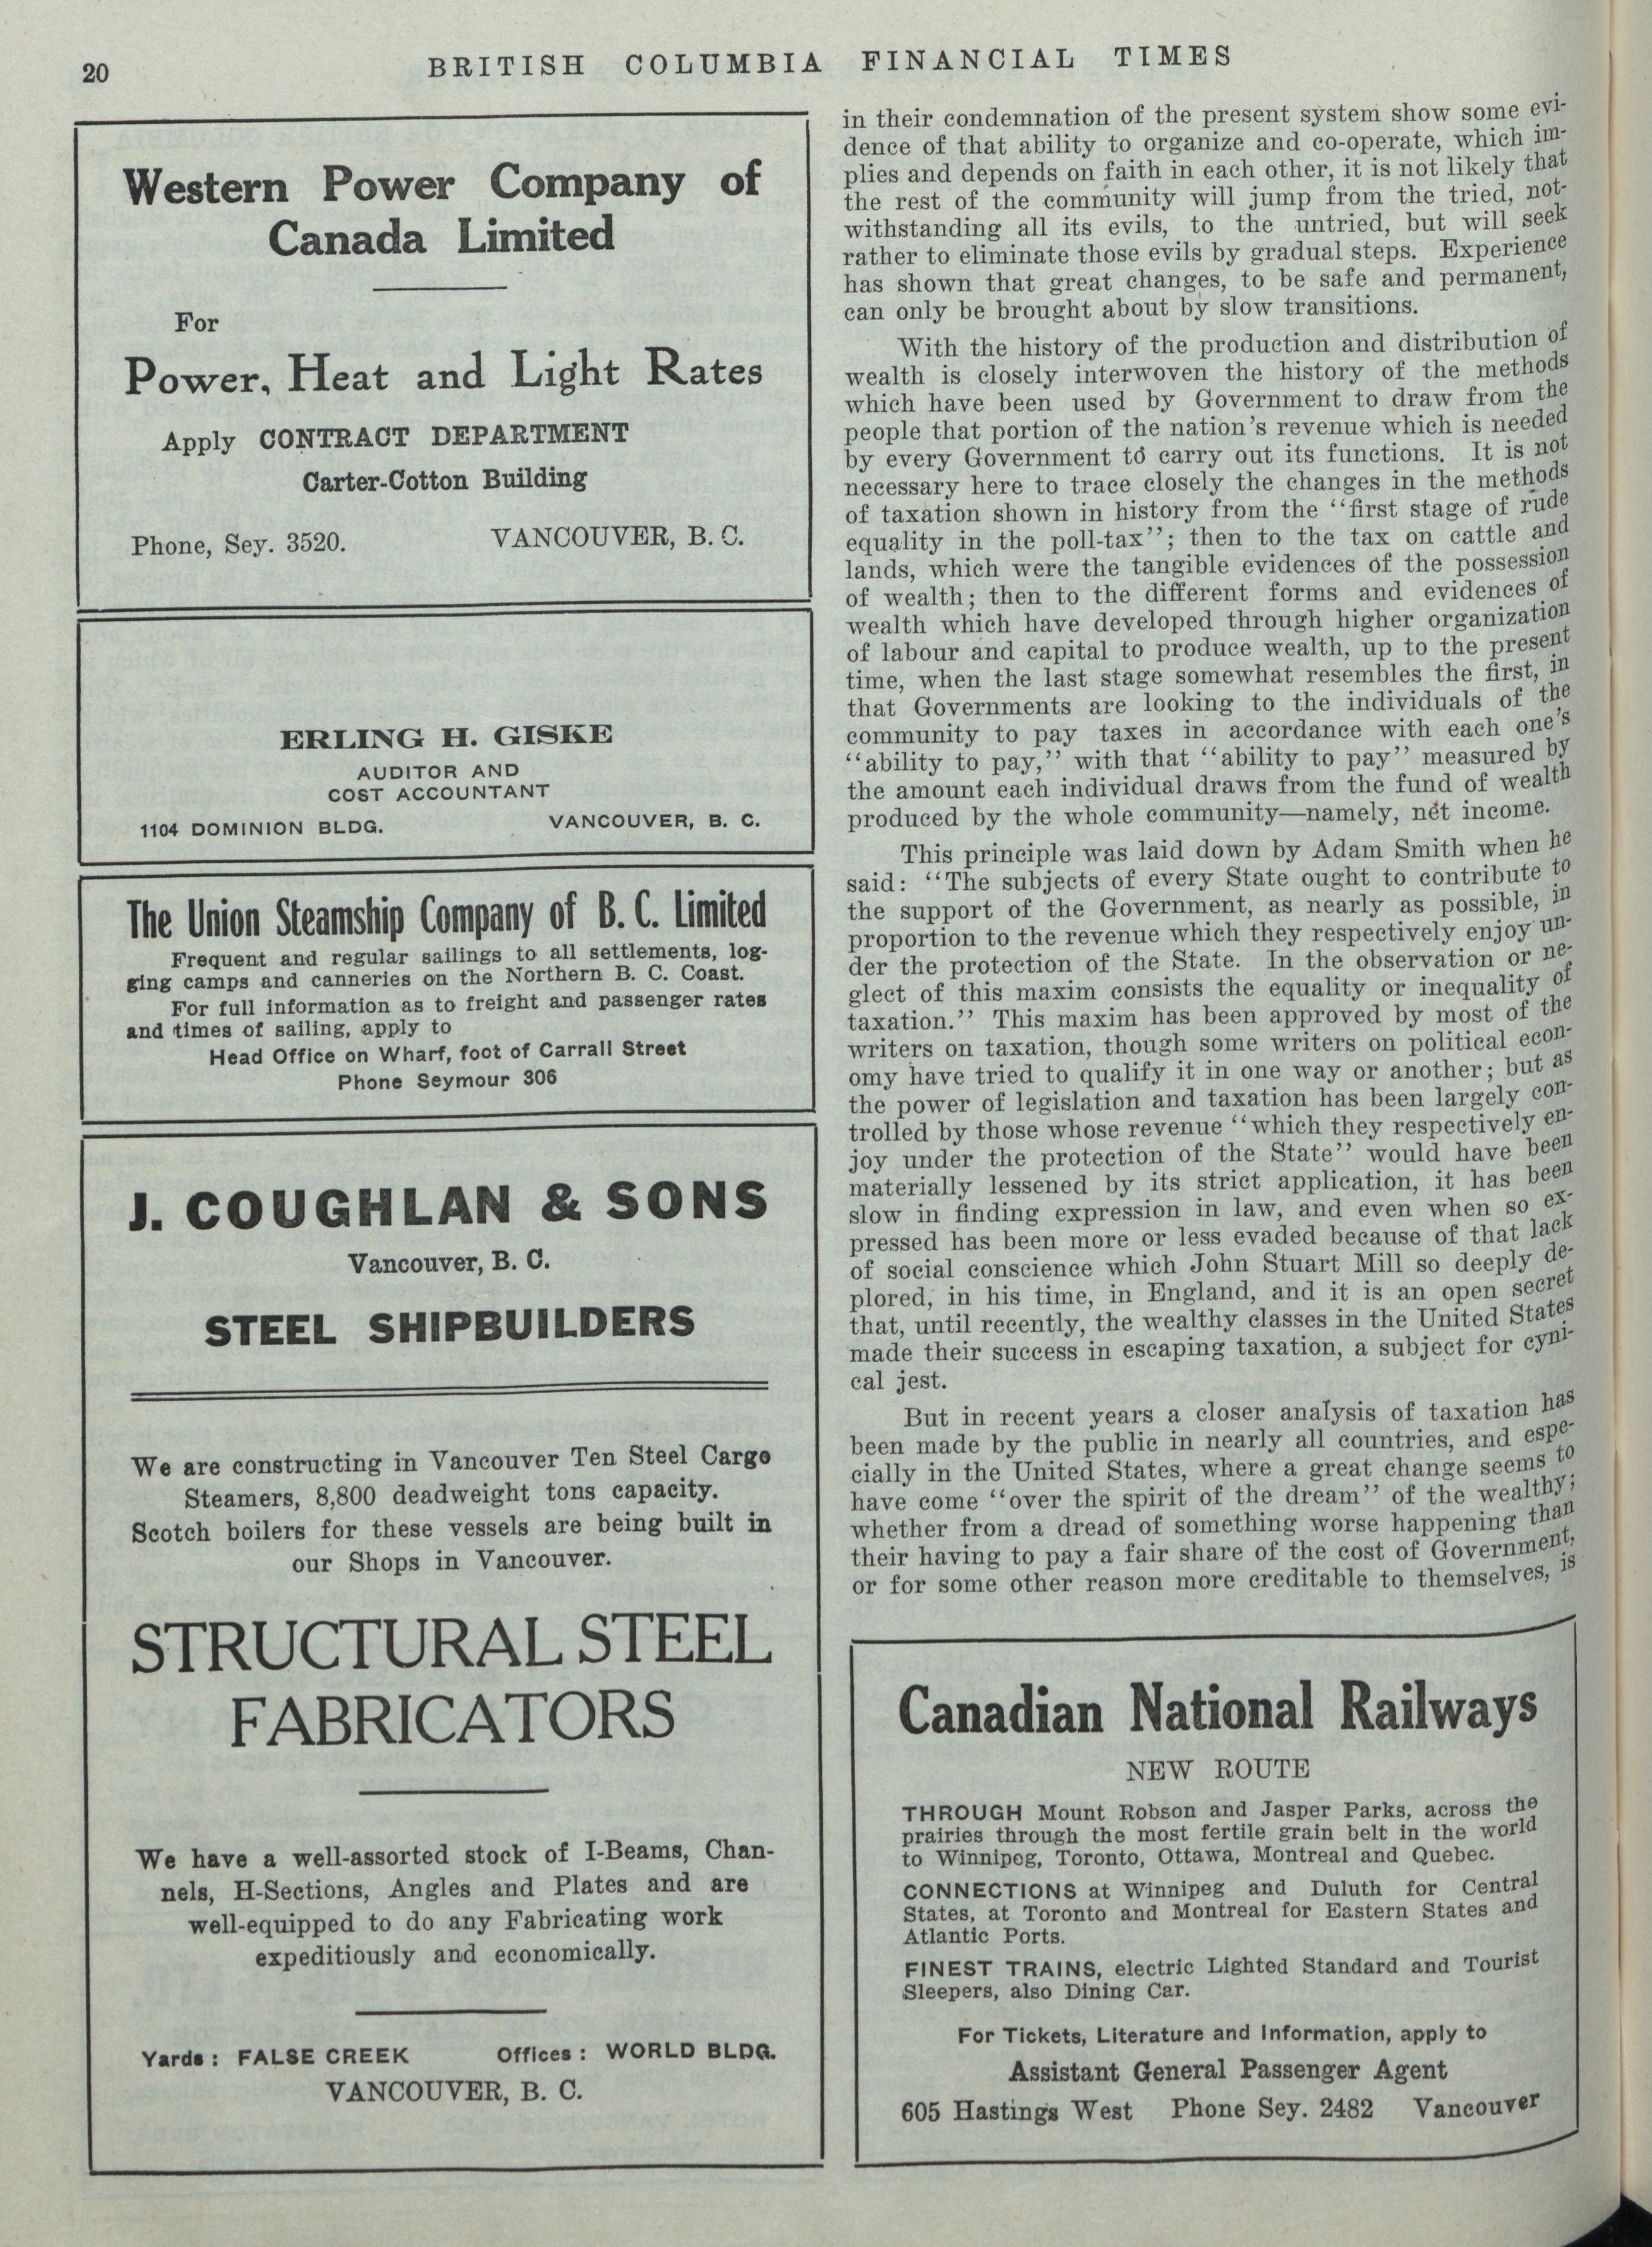 20
BRITISH COLUMBIA FINANCIAL TIMES
Western Power Company of
Canada Limited
For
Power, Heat and Light Rates
Apply CONTRACT DEPARTMENT
Carter-Cotton Building
Phone, Sey. 3520. VANCOUVER, B. C.
ERLING H. GISKE
AUDITOR AND
COST ACCOUNTANT
1104 DOMINION BLDG. VANCOUVER, B. C.
The Union Steamship Company of B. C. Limited
Frequent and regular sailings to all settlements, log-
ging camps and canneries on the Northern B. C. Coast.
For full information as to freight and passenger rates
and times of sailing, apply to
Head Office on Wharf, foot of Carrall Street
Phone Seymour 306
J. COUGHLAN & SONS
Vancouver, B. C.
STEEL SHIPBUILDERS
We are constructing in Vancouver Ten Steel Cargo
Steamers, 8,800 deadweight tons capacity.
Scotch boilers for these vessels are being built in
our Shops in Vancouver.
STRUCTURAL STEEL
FABRICATORS
We have a well-assorted stock of I-Beams, Chan-
nels, H-Sections, Angles and Plates and are
well-equipped to do any Fabricating work
expeditiously and economically.
Yards: FALSE CREEK Offices: WORLD BLDG.
VANCOUVER, B. C.
in their condemnation of the present system show some evi-
dence of that ability to organize and co-operate, which im-
plies and depends on faith in each other, it is not likely that
the rest of the community will jump from the tried, not-
withstanding all its evils, to the untried, but will seek
rather to eliminate those evils by gradual steps. Experience
has shown that great changes, to be safe and permanent,
can only be brought about by slow transitions.
With the history of the production and distribution of
wealth is closely interwoven the history of the methods
which have been used by Government to draw from the
people that portion of the nation's revenue which is needed
by every Government to carry out its functions. It is not
necessary here to trace closely the changes in the methods
of taxation shown in history from the "first stage of rude
equality in the poll-tax"; then to the tax on cattle and
lands, which were the tangible evidences of the possession
of wealth; then to the different forms and evidences of
wealth which have developed through higher organization
of labour and capital to produce wealth, up to the present
time, when the last stage somewhat resembles the first, in
that Governments are looking to the individuals of the
community to pay taxes in accordance with each one's
"ability to pay," with that "ability to pay" measured by
the amount each individual draws from the fund of wealth
produced by the whole community—namely, net income.
This principle was laid down by Adam Smith when he
said: "The subjects of every State ought to contribute to
the support of the Government, as nearly as possible, in
proportion to the revenue which they respectively enjoy un-
der the protection of the State. In the observation or ne-
glect of this maxim consists the equality or inequality of
taxation." This maxim has been approved by most of the
writers on taxation, though some writers on political econ-
omy have tried to qualify it in one way or another; but as
the power of legislation and taxation has been largely con-
trolled by those whose revenue "which they respectively en-
joy under the protection of the State" would have been
materially lessened by its strict application, it has been
slow in finding expression in law, and even when so ex-
pressed has been more or less evaded because of that lack
of social conscience which John Stuart Mill so deeply de-
plored, in his time, in England, and it is an open secret
that, until recently, the wealthy classes in the United States
made their success in escaping taxation, a subject for cyni-
cal jest.
But in recent years a closer analysis of taxation has
been made by the public in nearly all countries, and espe-
cially in the United States, where a great change seems to
have come "over the spirit of the dream" of the wealthy;
whether from a dread of something worse happening than
their having to pay a fair share of the cost of Government,
or for some other reason more creditable to themselves, is
Canadian National Railways
NEW ROUTE
THROUGH Mount Robson and Jasper Parks, across the
prairies through the most fertile grain belt in the world
to Winnipeg, Toronto, Ottawa, Montreal and Quebec.
CONNECTIONS at Winnipeg and Duluth for Central
States, at Toronto and Montreal for Eastern States and
Atlantic Ports.
FINEST TRAINS, electric Lighted Standard and Tourist
Sleepers, also Dining Car.
For Tickets, Literature and Information, apply to
Assistant General Passenger Agent
605 Hastings West Phone Sey. 2482 Vancouver